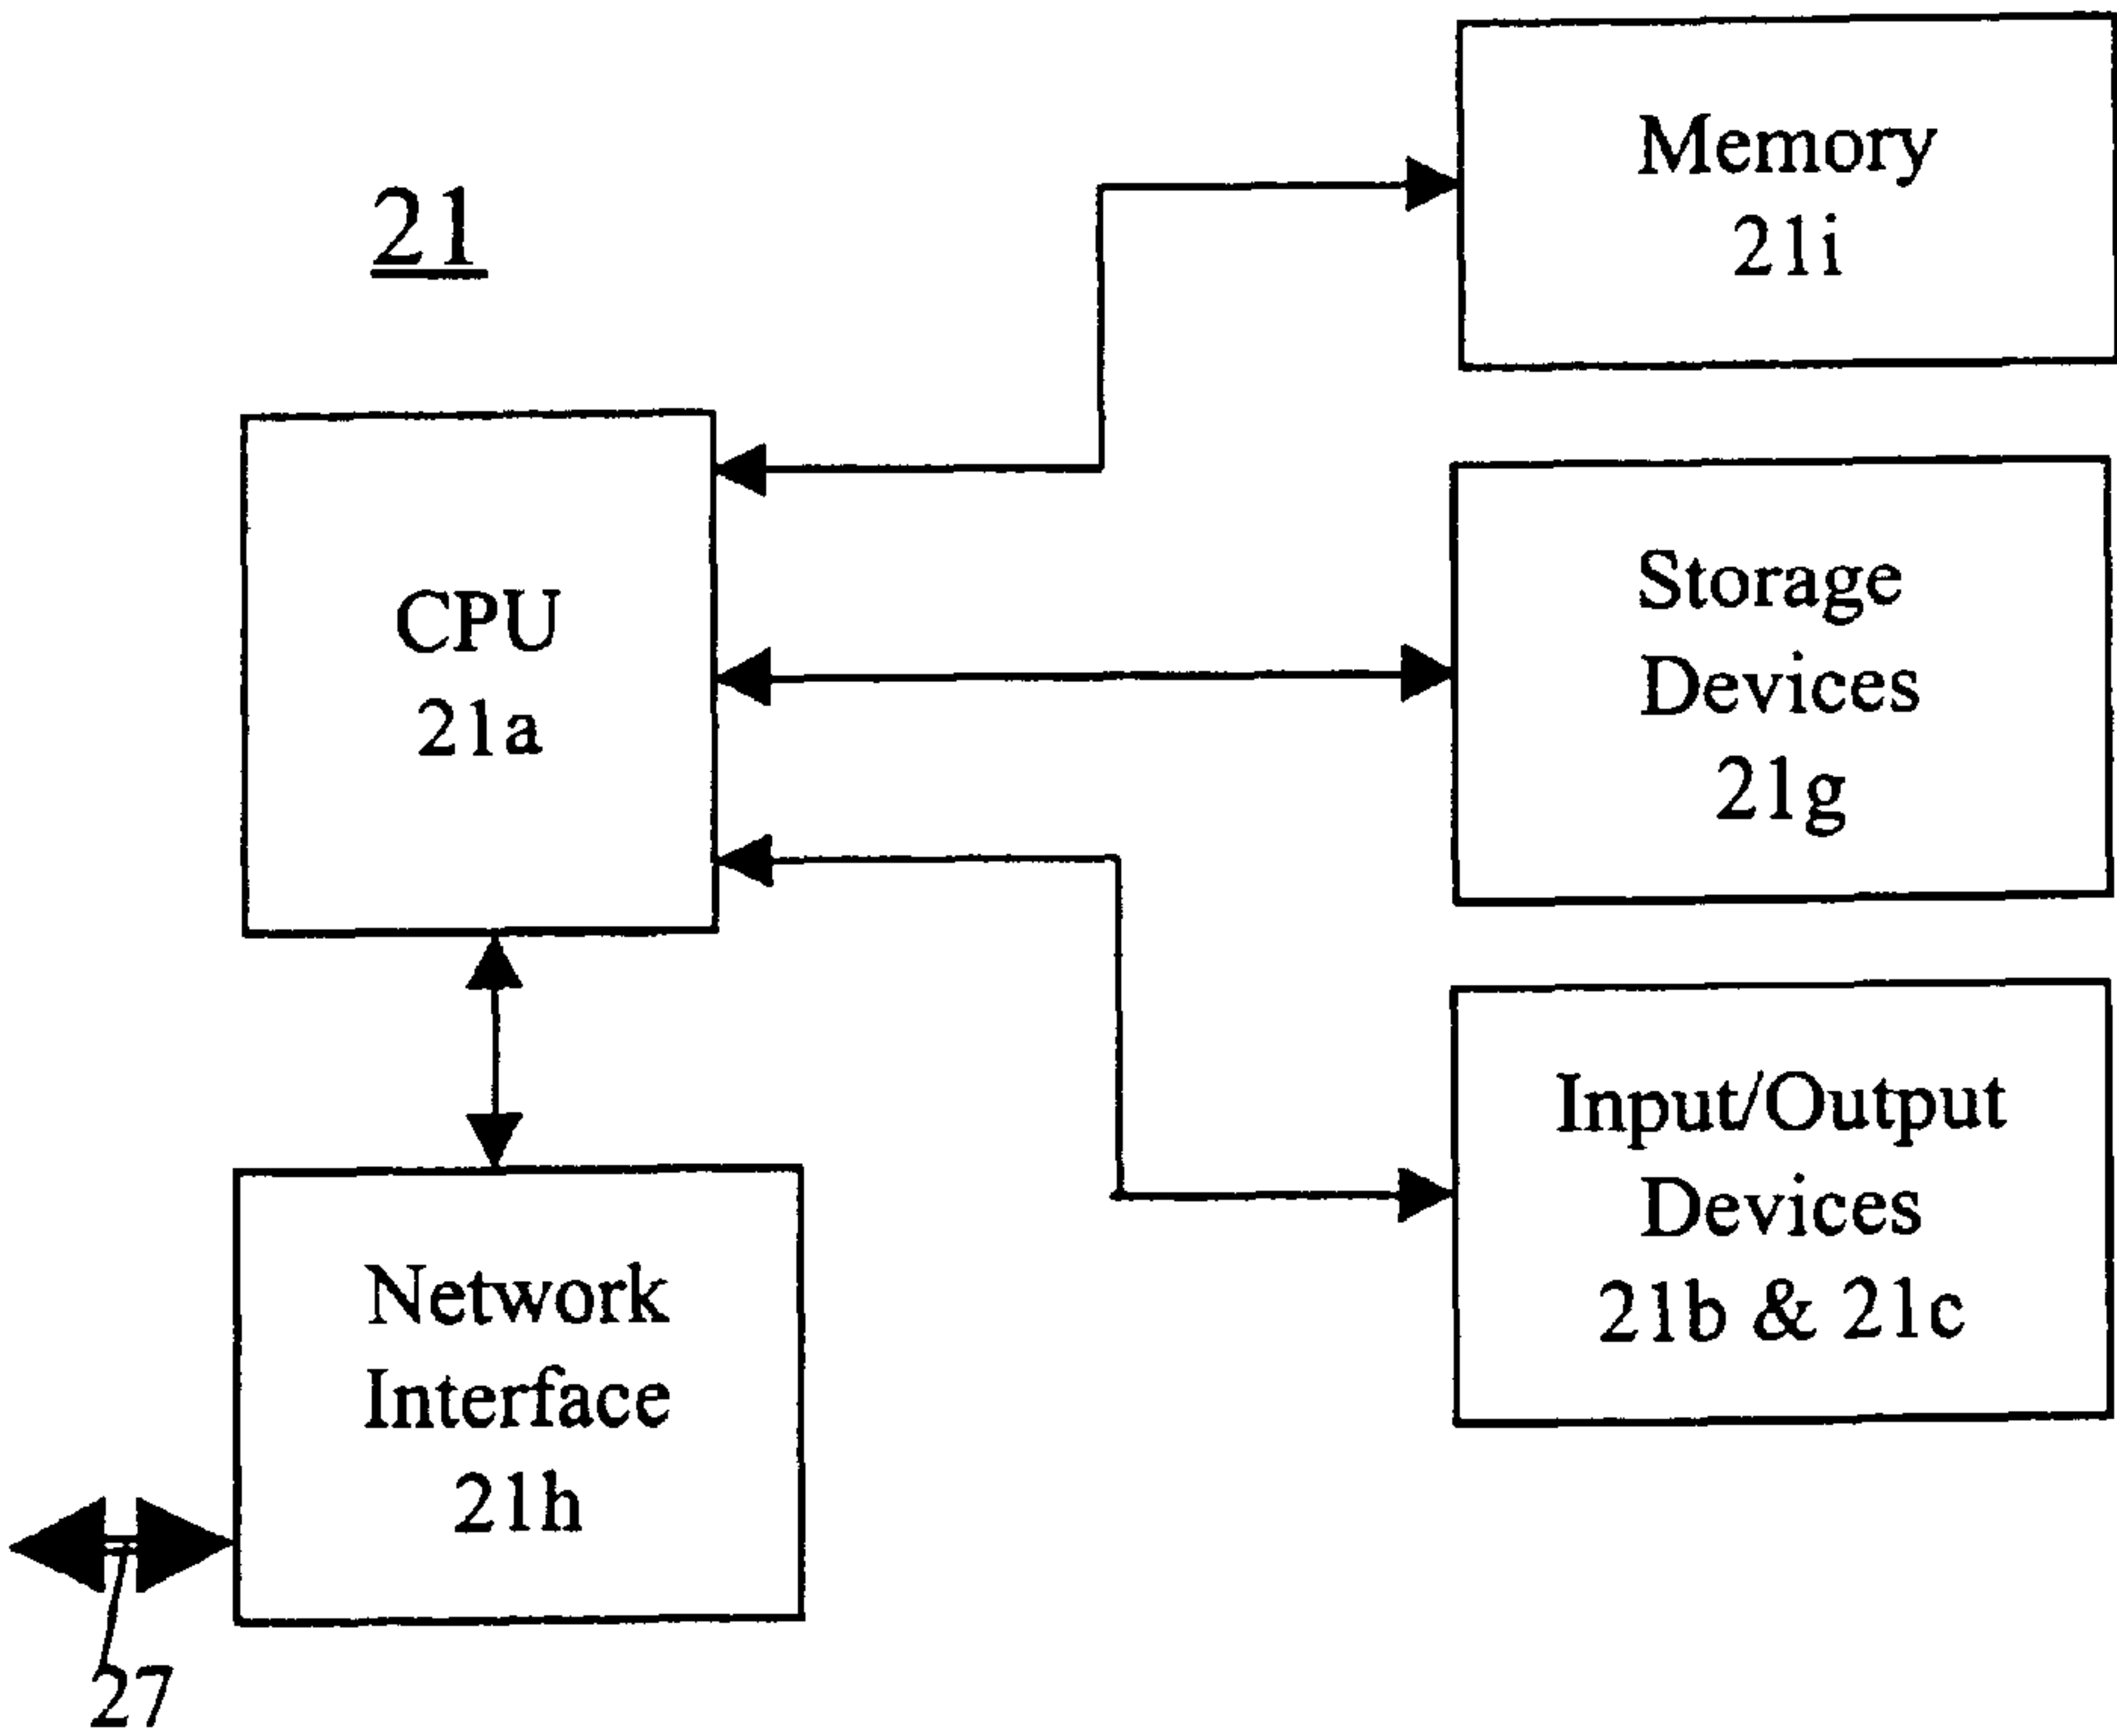 21
Memory
21i
CPU
21a
Storage
Devices
21g
Input/Output
Devices
21b & 21c
Network
Interface
21h
27